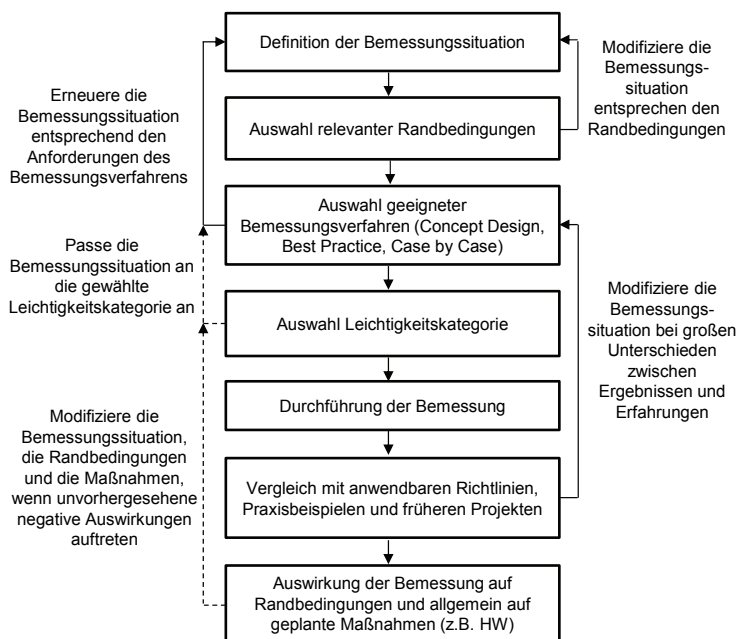 Definition der Bemessungssituation
Modifiziere die
Bemessungs-
situation
entsprechen den
Randbedingungen
Erneuere die
Bemessungssituation
entsprechend den
Anforderungen des
Bemessungsverfahrens
Auswahl relevanter Randbedingungen
Auswahl geeigneter
Bemessungsverfahren (Concept Design,
Best Practice, Case by Case)
Passe die
Bemessungssituation an
die gewählte
Leichtigkeitskategorie an
Auswahl Leichtigkeitskategorie
Modifiziere die
Bemessungs-
situation bei großen
Unterschieden
zwischen
Ergebnissen und
Erfahrungen
Durchführung der Bemessung
Modifiziere die
Bemessungssituation,
die Randbedingungen
und die Maßnahmen,
wenn unvorhergesehene
negative Auswirkungen
auftreten
Vergleich mit anwendbaren Richtlinien,
Praxisbeispielen und früheren Projekten
Auswirkung der Bemessung auf
Randbedingungen und allgemein auf
geplante Maßnahmen (z.B. HW)